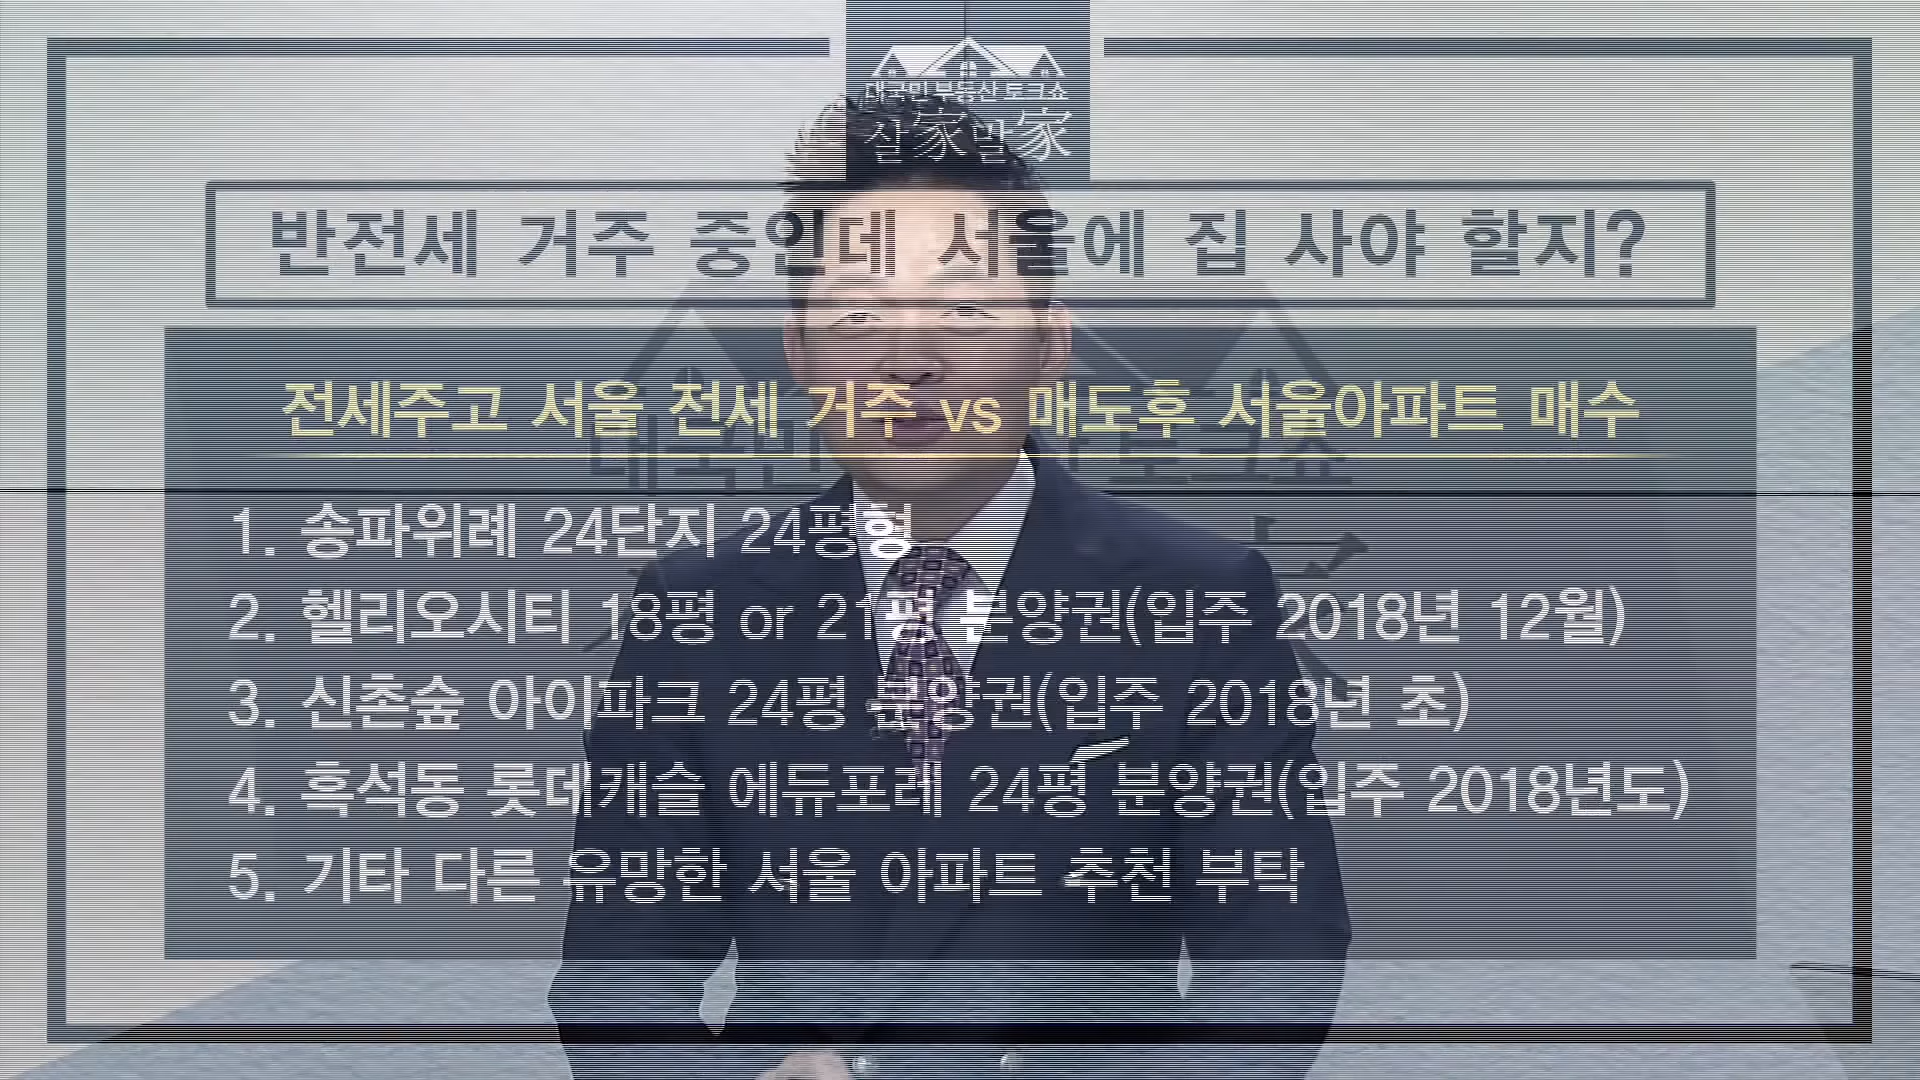 대국민 부동산 토크쇼
살家말家
반전세 거주 중인데 서울에 집 사야 할지?
전세주고 서울 전세 거주 vs 매도후 서울아파트 매수
1. 송파위례 24단지 24평형
2. 헬리오시티 18평 or 21평 분양권(입주 2018년 12월)
3. 신촌숲 아이파크 24평 분양권(입주 2018년 초)
4. 흑석동 롯데캐슬 에듀포레 24평 분양권(입주 2018년도)
5. 기타 다른 유망한 서울 아파트 추천 부탁